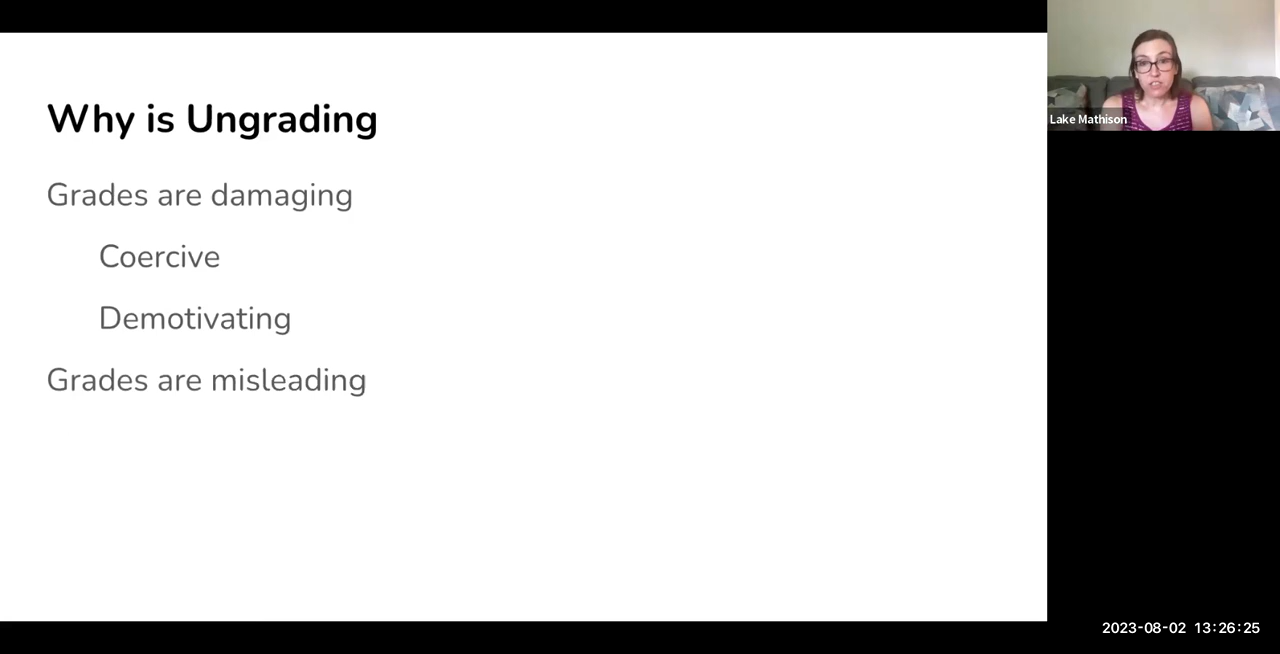 Why is Ungrading
Grades are damaging
Coercive
Demotivating
Grades are misleading
Lake Mathison
2023-08-02 13:26:25